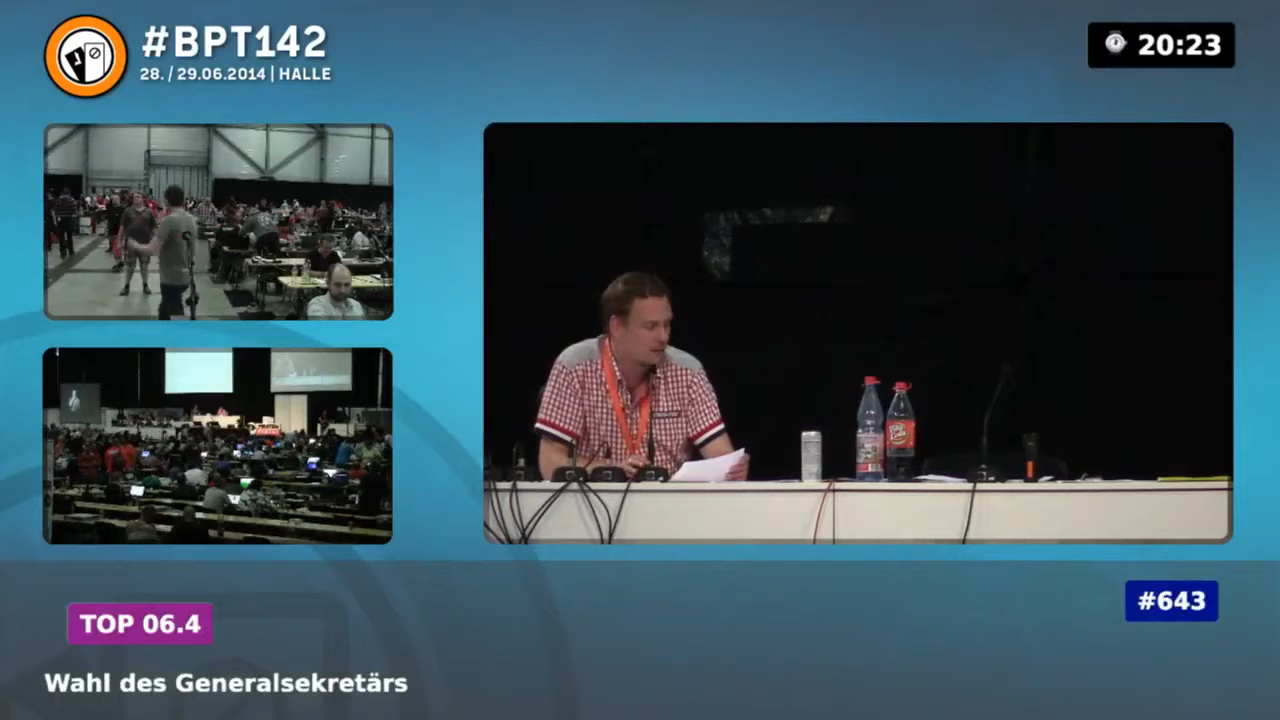 #BPT142
28. / 29.06.2014 | HALLE
20:23
TOP 06.4
#643
Wahl des Generalsekretärs